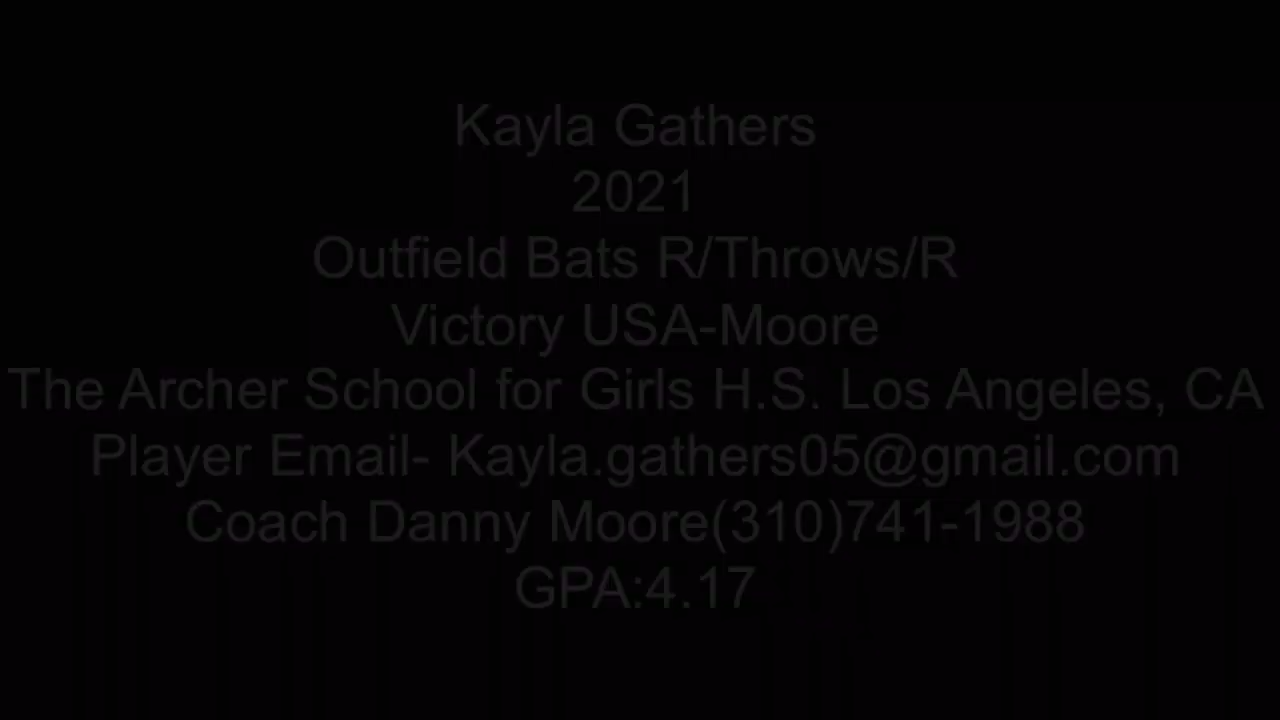 Kayla Gathers
2021
Outfield Bats R/Throws/R
Victory USA-Moore
The Archer School for Girls H.S. Los Angeles, CA
Player Email- Kayla.gathers05@gmail.com
Coach Danny Moore(310)741-1988
GPA:4.17